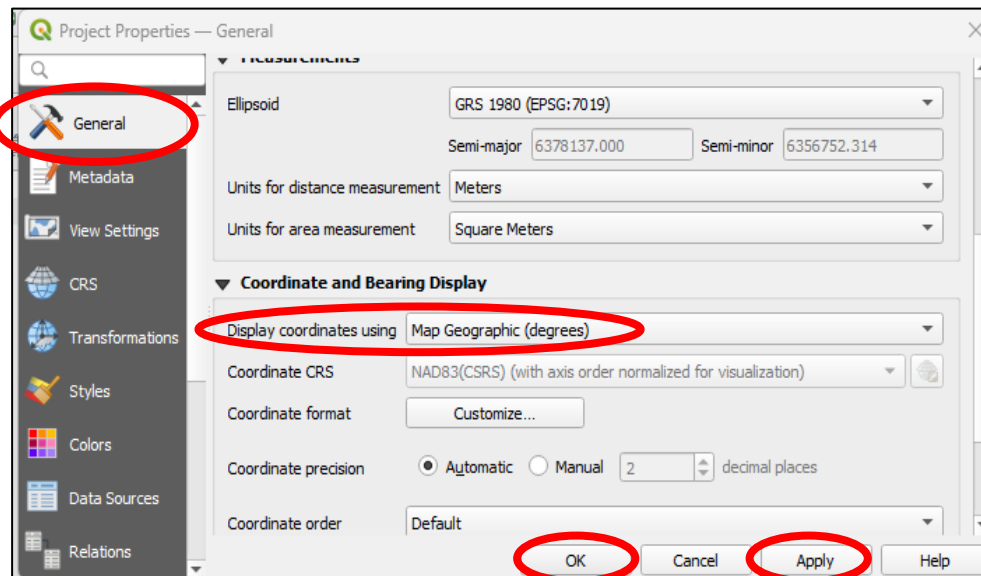 Project Properties — General
General
Metadata
View Settings
CRS
Transformations
Styles
Colors
Data Sources
Relations
Measurements
Ellipsoid GRS 1980 (EPSG:7019)
Semi-major 6378137.000 Semi-minor 6356752.314
Units for distance measurement Meters
Units for area measurement Square Meters
Coordinate and Bearing Display
Display coordinates using Map Geographic (degrees)
Coordinate CRS NAD83(CSRS) (with axis order normalized for visualization)
Coordinate format Customize...
Coordinate precision Automatic Manual 2 decimal places
Coordinate order Default
OK Cancel Apply Help